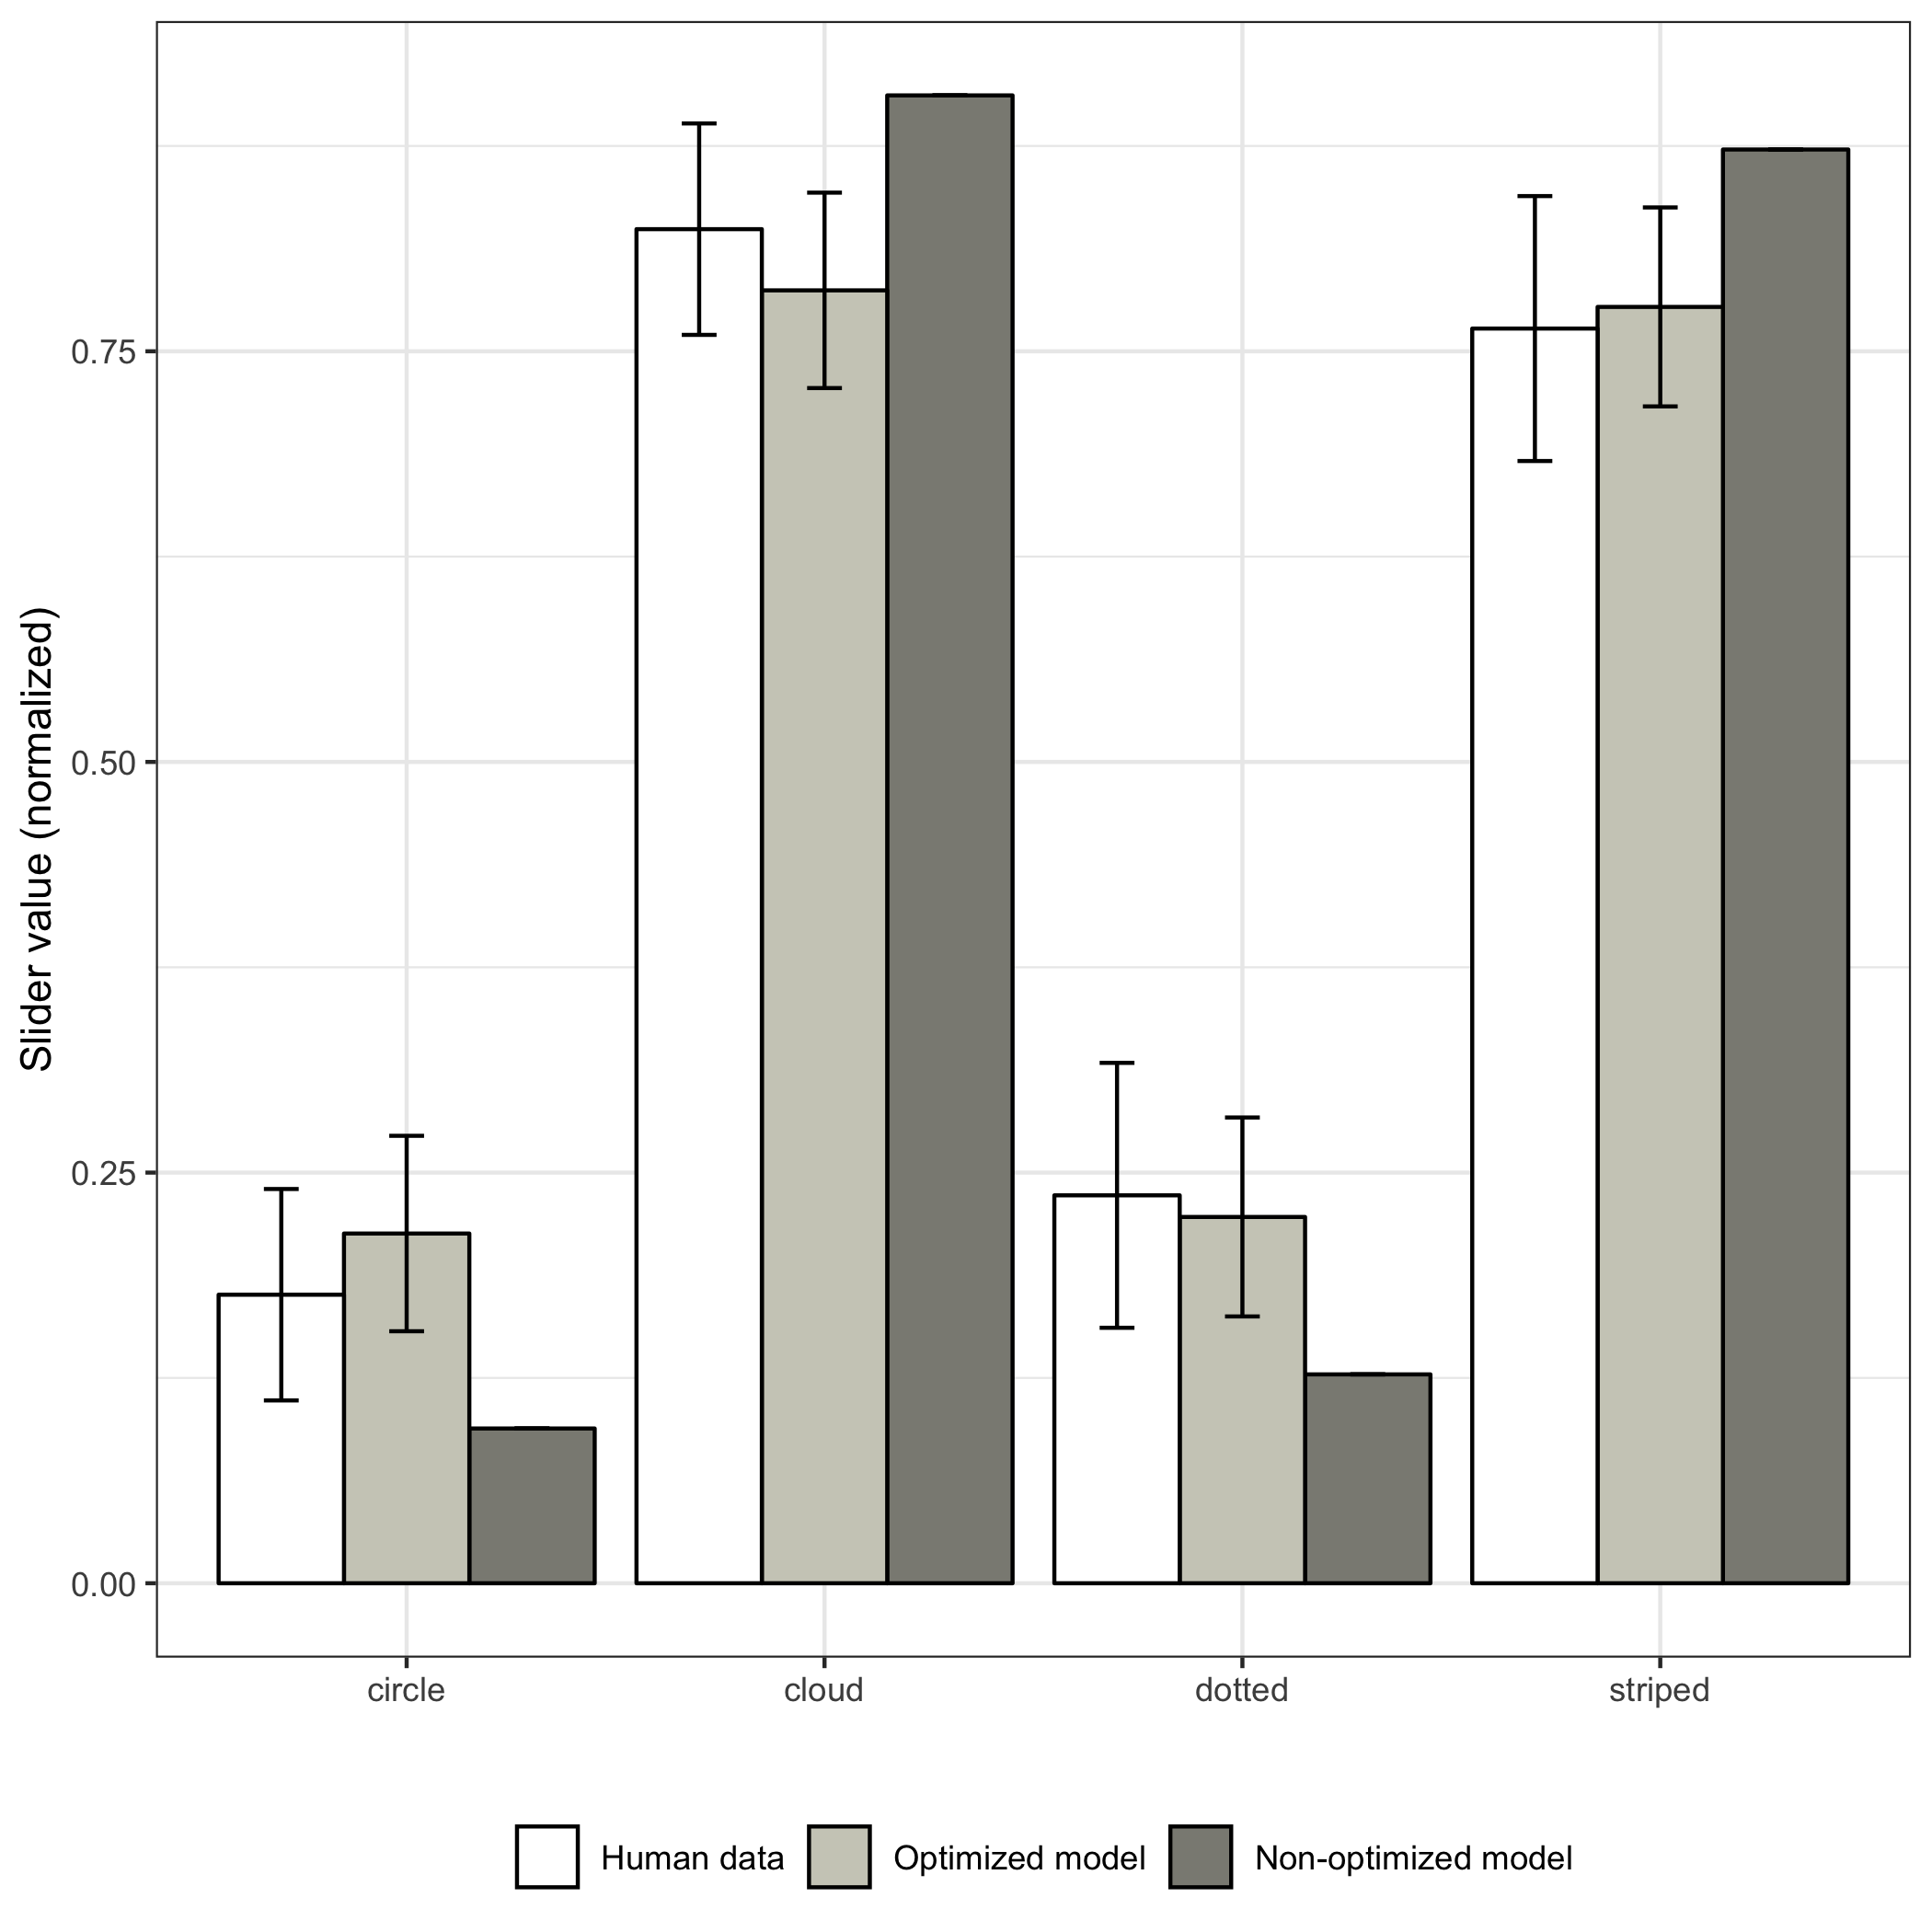 Slider value (normalized)
0.75
0.50
0.25
0.00
circle cloud dotted striped
Human data Optimized model Non-optimized model